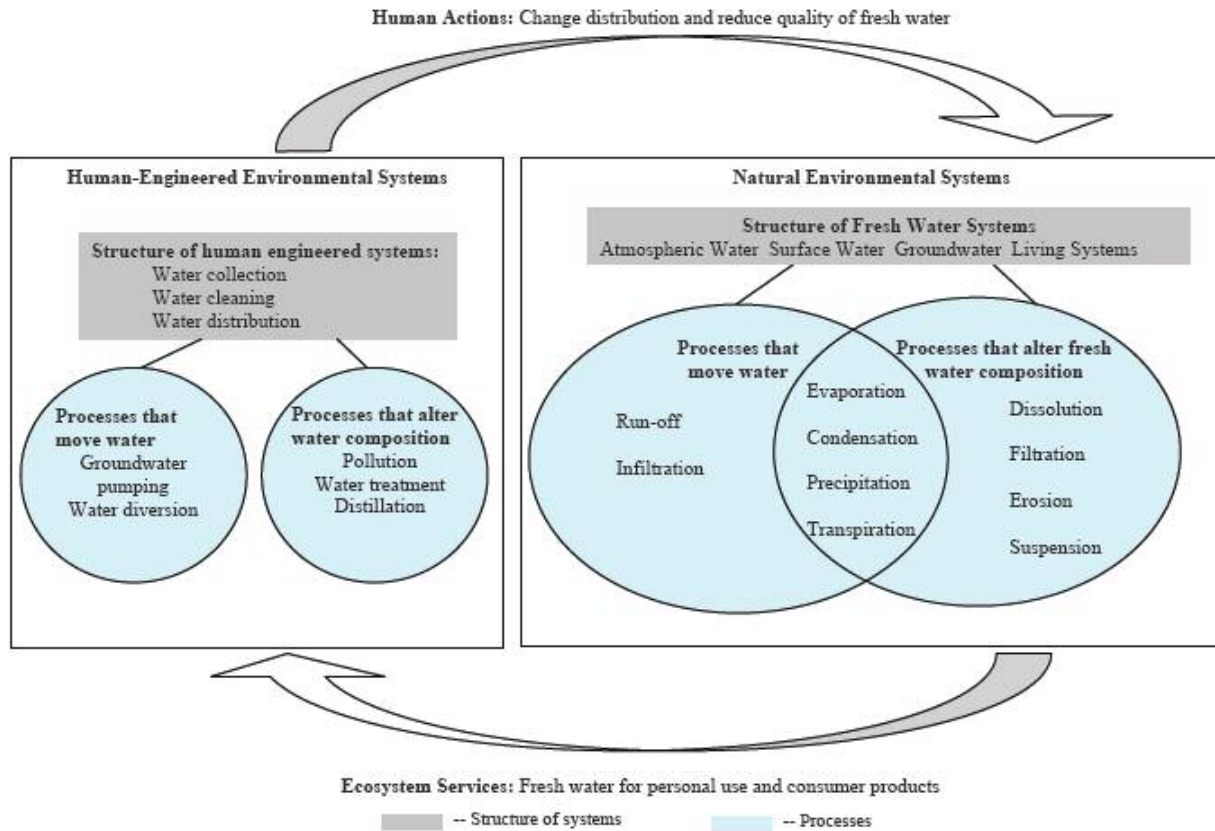 Human Actions: Change distribution and reduce quality of fresh water
Human-Engineered Environmental Systems
Structure of human engineered systems:
Water collection
Water cleaning
Water distribution
Processes that
move water
Groundwater
pumping
Water diversion
Processes that alter
water composition
Pollution
Water treatment
Distillation
Natural Environmental Systems
Structure of Fresh Water Systems
Atmospheric Water Surface Water Groundwater Living Systems
Processes that
move water
Run-off
Infiltration
Evaporation
Condensation
Precipitation
Transpiration
Processes that alter fresh
water composition
Dissolution
Filtration
Erosion
Suspension
Ecosystem Services: Fresh water for personal use and consumer products
-- Structure of systems
-- Processes